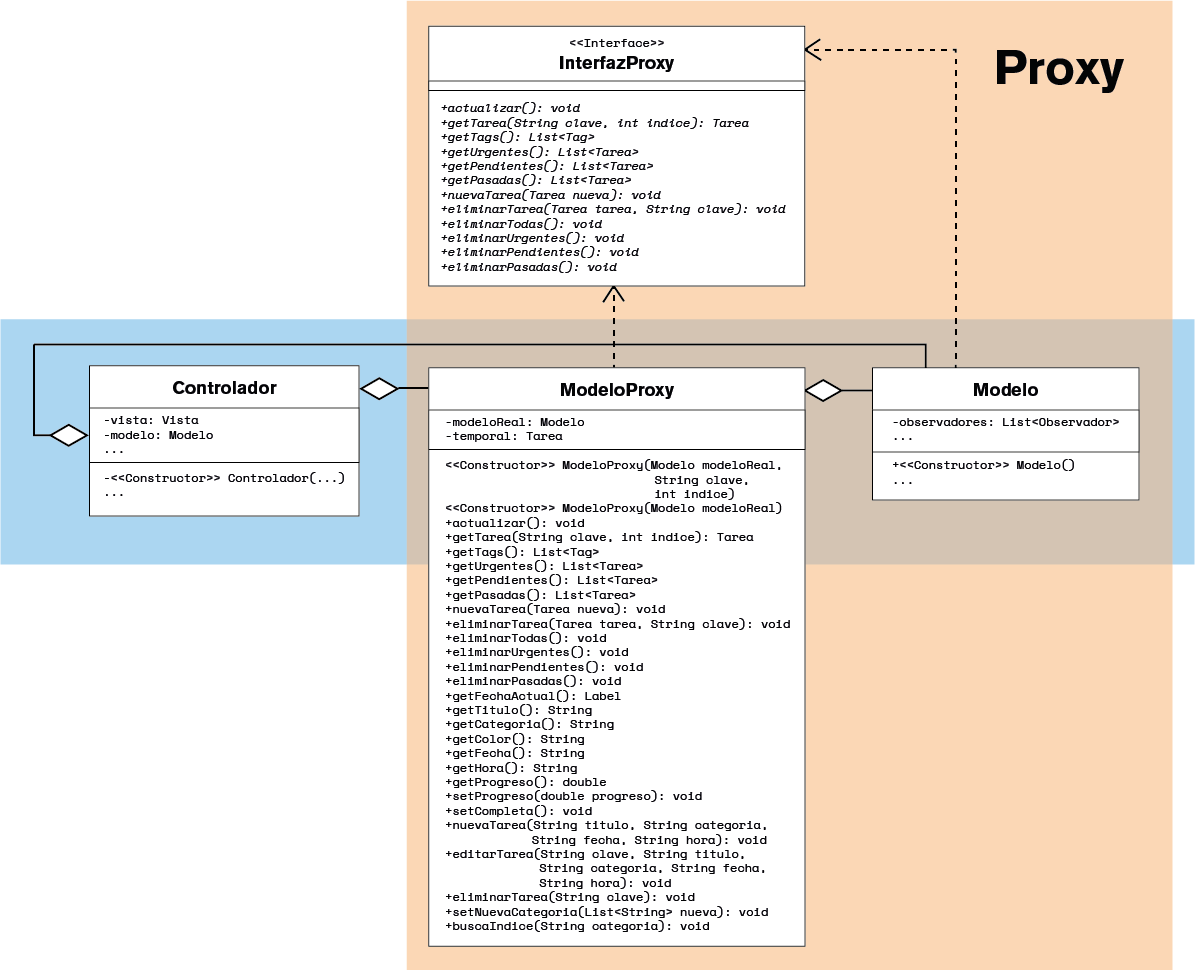 <<Interface>>
InterfazProxy
Proxy
+actualizar(): void
+getTarea(String clave, int indice): Tarea
+getTags(): List<Tag>
+getUrgentes(): List<Tarea>
+getPendientes(): List<Tarea>
+getPasadas(): List<Tarea>
+nuevaTarea(Tarea nueva): void
+eliminarTarea(Tarea tarea, String clave): void
+eliminarTodas(): void
+eliminarUrgentes(): void
+eliminarPendientes(): void
+eliminarPasadas(): void
Controlador
-vista: Vista
-modelo: Modelo
...
-<<Constructor>> Controlador(...)
...
ModeloProxy
-modeloReal: Modelo
-temporal: Tarea
<<Constructor>> ModeloProxy(Modelo modeloReal,
String clave,
int indice)
<<Constructor>> ModeloProxy(Modelo modeloReal)
+actualizar(): void
+getTarea(String clave, int indice): Tarea
+getTags(): List<Tag>
+getUrgentes(): List<Tarea>
+getPendientes(): List<Tarea>
+getPasadas(): List<Tarea>
+nuevaTarea(Tarea nueva): void
+eliminarTarea(Tarea tarea, String clave): void
+eliminarTodas(): void
+eliminarUrgentes(): void
+eliminarPendientes(): void
+eliminarPasadas(): void
+getFechaActual(): Label
+getTitulo(): String
+getCategoria(): String
+getColor(): String
+getFecha(): String
+getHora(): String
+getProgreso(): double
+setProgreso(double progreso): void
+setCompleta(): void
+nuevaTarea(String titulo, String categoria,
String fecha, String hora): void
+editarTarea(String clave, String titulo,
String categoria, String fecha,
String hora): void
+eliminarTarea(String clave): void
+setNuevaCategoria(List<String> nueva): void
+buscaIndice(String categoria): void
Modelo
-observadores: List<Observador>
...
+<<Constructor>> Modelo()
...